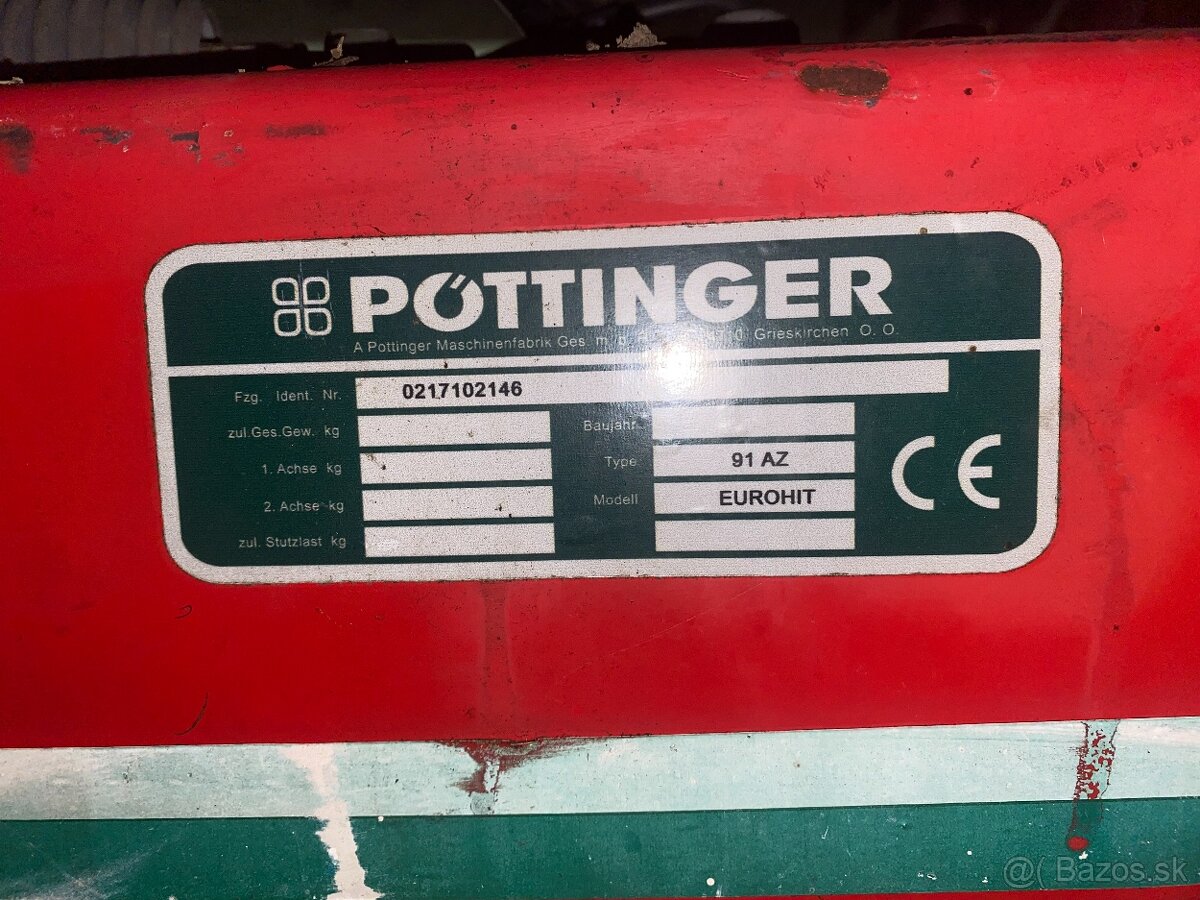 PÖTTINGER
A Pottinger Maschinenfabrik Ges. m. b. Grieskirchen O. O.
Fzg. Ident. Nr. 0217102146
zul.Ges.Gew. kg Baujahr
1. Achse kg Type 91 AZ
2. Achse kg Modell EUROHIT
zul. Stutzlast kg
CE
@( Bazos.sk